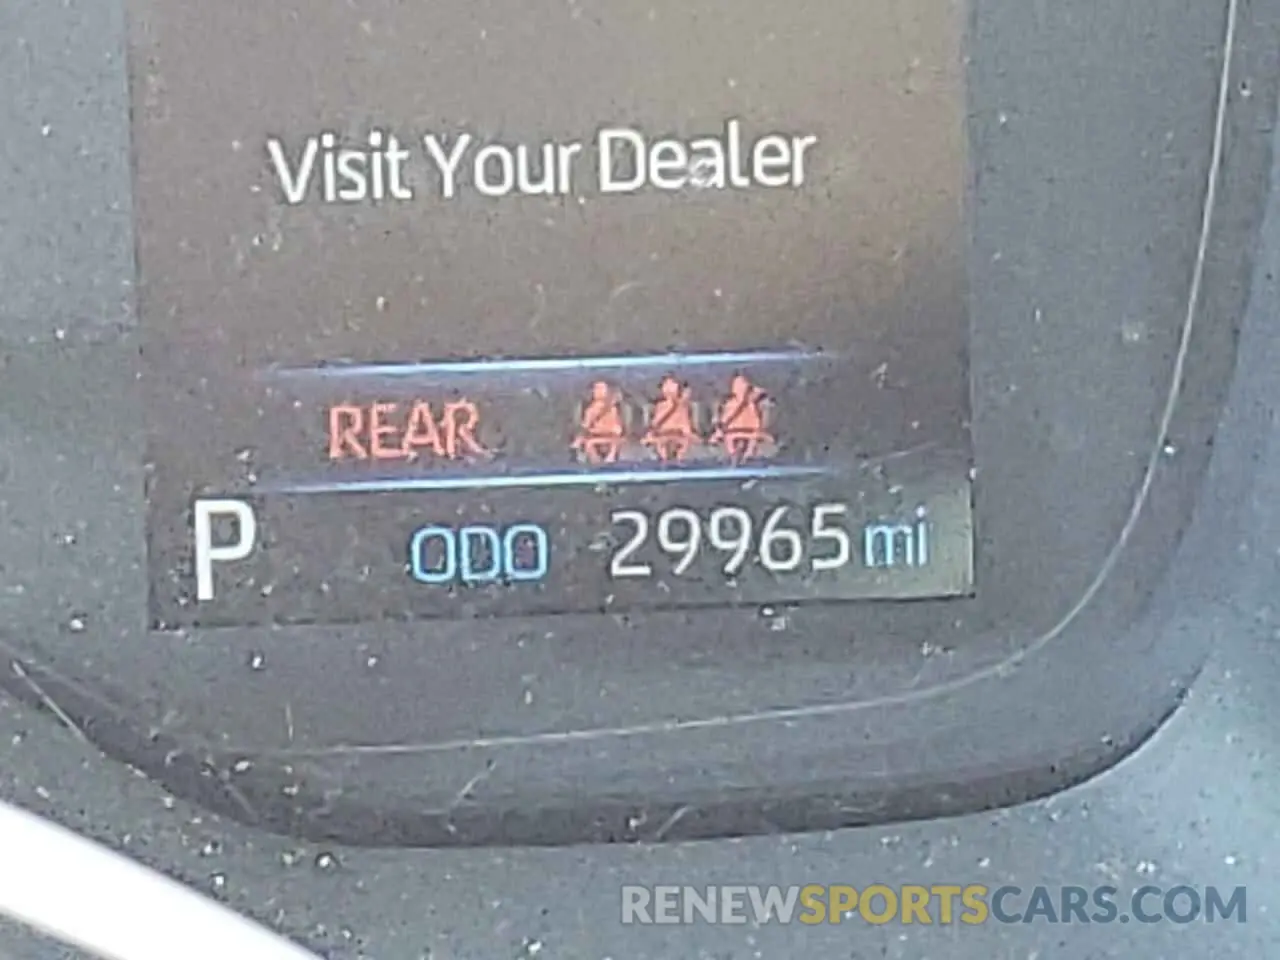 Visit Your Dealer
REAR
P ODO 29965 mi
RENEWSPORTSCARS.COM